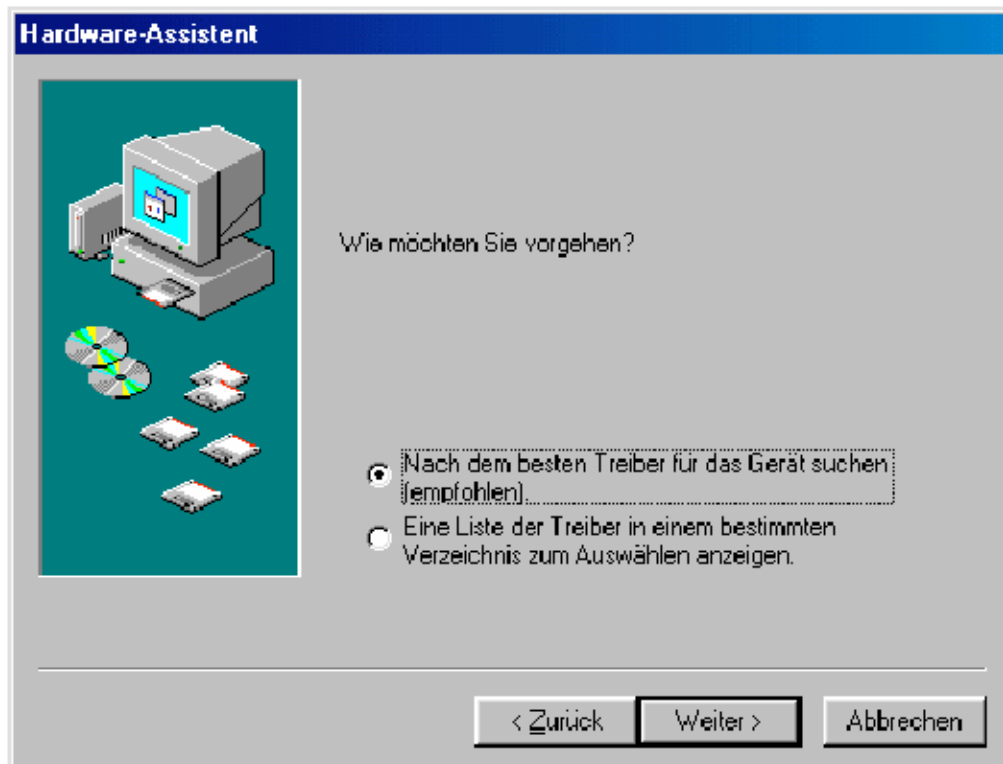 Hardware-Assistent
Wie möchten Sie vorgehen?
Nach dem besten Treiber für das Gerät suchen
(empfohlen).
Eine Liste der Treiber in einem bestimmten
Verzeichnis zum Auswählen anzeigen.
< Zurück
Weiter >
Abbrechen